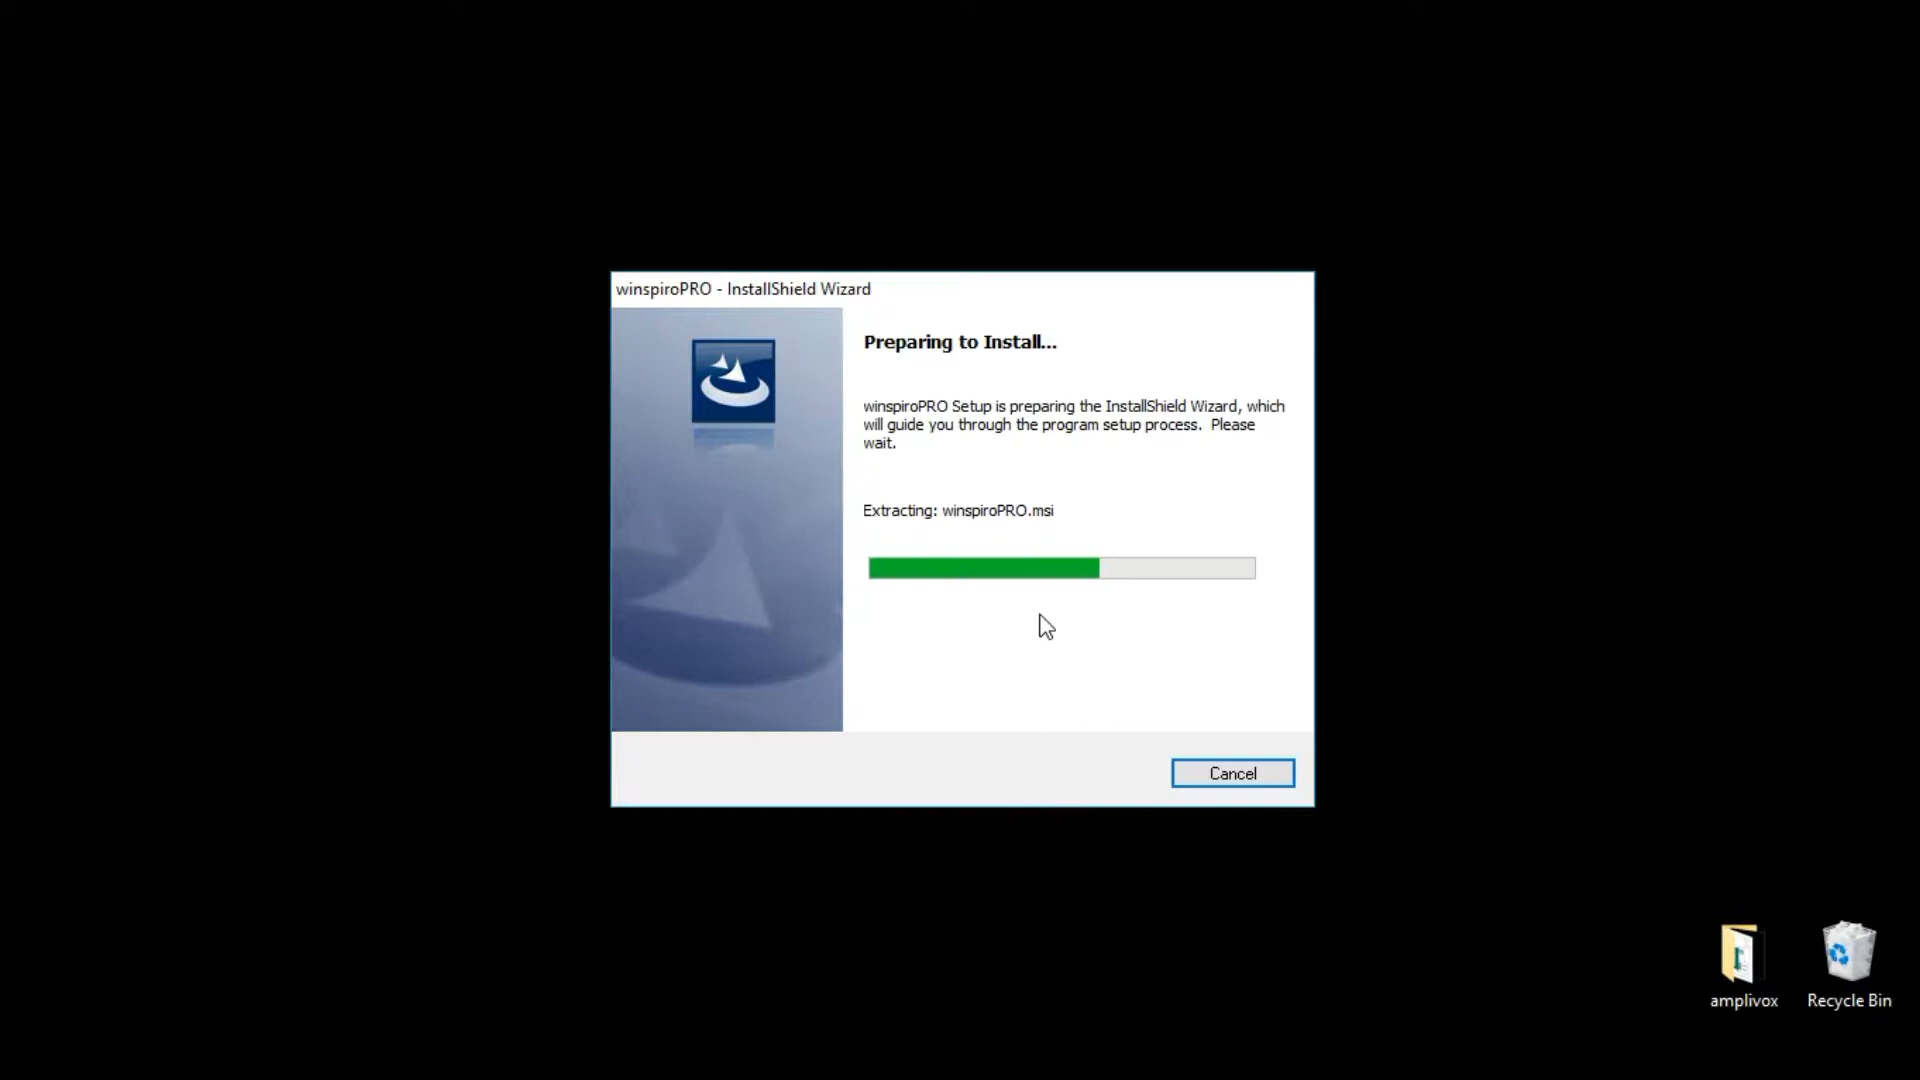 winspiroPRO - InstallShield Wizard
Preparing to Install...
winspiroPRO Setup is preparing the InstallShield Wizard, which
will guide you through the program setup process.  Please
wait.
Extracting: winspiroPRO.msi
Cancel
amplivox
Recycle Bin